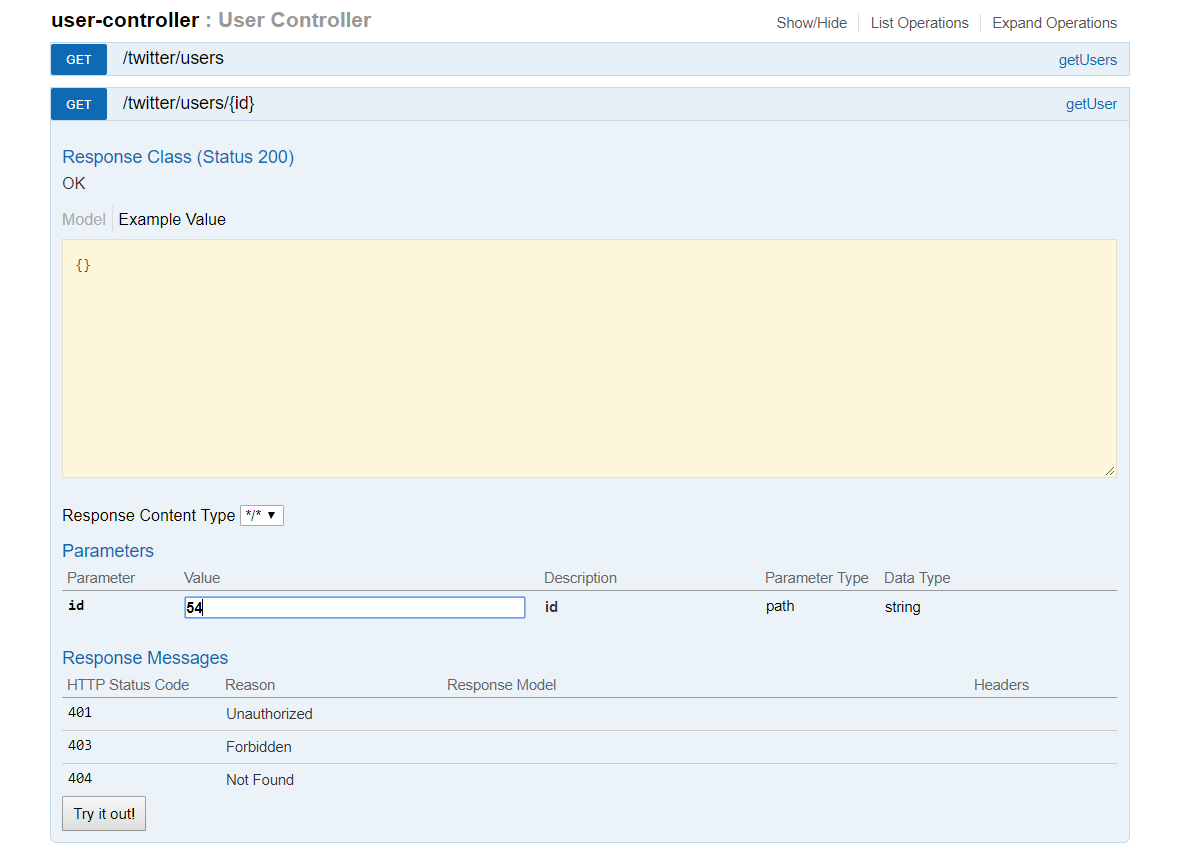 user-controller : User Controller
Show/Hide List Operations Expand Operations
GET /twitter/users getUsers
GET /twitter/users/{id} getUser
Response Class (Status 200)
OK
Model Example Value
{}
Response Content Type */* ▼
Parameters
Parameter Value Description Parameter Type Data Type
id 54 id path string
Response Messages
HTTP Status Code Reason Response Model Headers
401 Unauthorized
403 Forbidden
404 Not Found
Try it out!